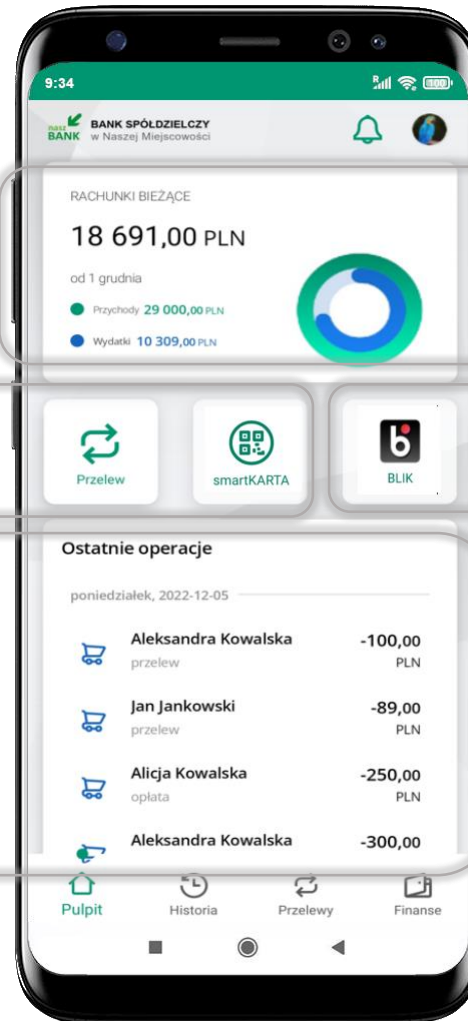 9:34
R
100
nasz
BANK
BANK SPÓŁDZIELCZY
w Naszej Miejscowości
RACHUNKI BIEŻĄCE
18 691,00 PLN
od 1 grudnia
Przychody 29 000,00 PLN
Wydatki 10 309,00 PLN
Przelew
smartKARTA
BLIK
Ostatnie operacje
poniedziałek, 2022-12-05
Aleksandra Kowalska -100,00
przelew PLN
Jan Jankowski -89,00
przelew PLN
Alicja Kowalska -250,00
opłata PLN
Aleksandra Kowalska -300,00
Pulpit Historia Przelewy Finanse